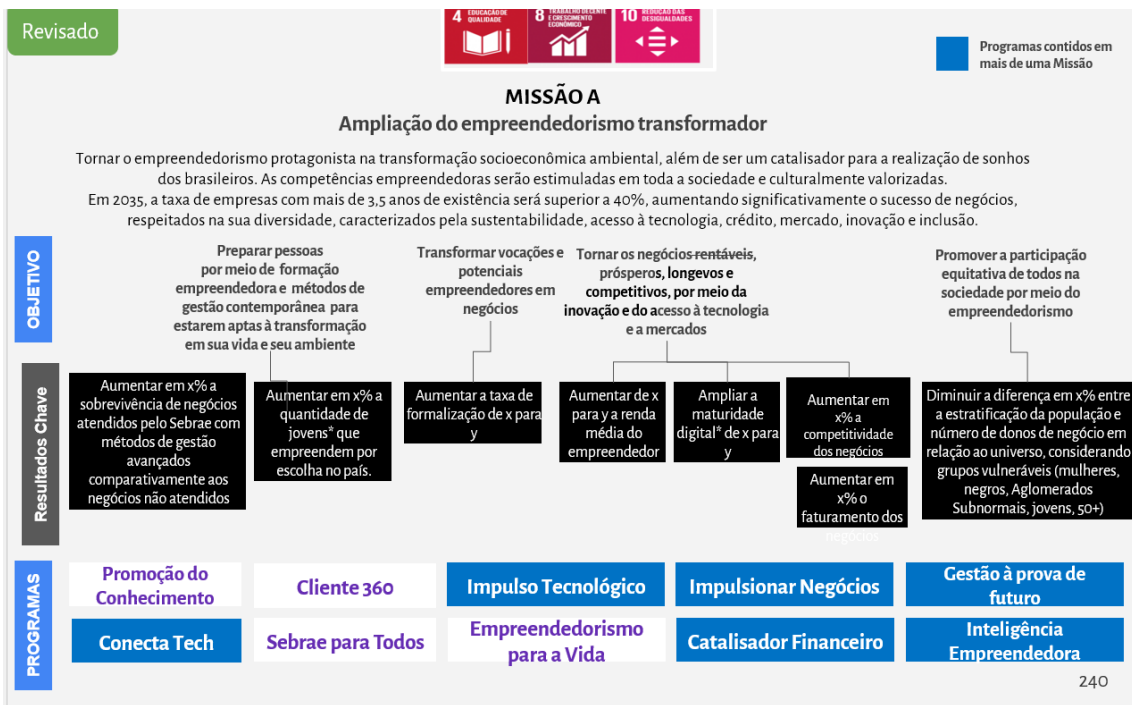 Revisado
4 EDUCAÇÃO DE
QUALIDADE
8 TRABALHO DECENTE
E CRESCIMENTO
ECONÔMICO
10 REDUÇÃO DAS
DESIGUALDADES
Programas contidos em
mais de uma Missão
MISSÃO A
Ampliação do empreendedorismo transformador
Tornar o empreendedorismo protagonista na transformação socioeconômica ambiental, além de ser um catalisador para a realização de sonhos
dos brasileiros. As competências empreendedoras serão estimuladas em toda a sociedade e culturalmente valorizadas.
Em 2035, a taxa de empresas com mais de 3,5 anos de existência será superior a 40%, aumentando significativamente o sucesso de negócios,
respeitados na sua diversidade, caracterizados pela sustentabilidade, acesso à tecnologia, crédito, mercado, inovação e inclusão.
OBJETIVO
Preparar pessoas
por meio de formação
empreendedora e métodos de
gestão contemporânea para
estarem aptas à transformação
em sua vida e seu ambiente
Transformar vocações e
potenciais
empreendedores em
negócios
Tornar os negócios rentáveis,
prósperos, longevos e
competitivos, por meio da
inovação e do acesso à tecnologia
e a mercados
Promover a participação
equitativa de todos na
sociedade por meio do
empreendedorismo
Resultados Chave
Aumentar em x% a
sobrevivência de negócios
atendidos pelo Sebrae com
métodos de gestão
avançados
comparativamente aos
negócios não atendidos
Aumentar em x% a
quantidade de
jovens* que
empreendem por
escolha no país.
Aumentar a taxa de
formalização de x para
y
Aumentar de x
para y a renda
média do
empreendedor
Ampliar a
maturidade
digital* de x para
y
Aumentar em
x% a
competitividade
dos negócios
Aumentar em
x% o
faturamento dos
negócios
Diminuir a diferença em x% entre
a estratificação da população e
número de donos de negócio em
relação ao universo, considerando
grupos vulneráveis (mulheres,
negros, Aglomerados
Subnormais, jovens, 50+)
PROGRAMAS
Promoção do
Conhecimento
Cliente 360
Impulso Tecnológico
Impulsionar Negócios
Gestão à prova de
futuro
Conecta Tech
Sebrae para Todos
Empreendedorismo
para a Vida
Catalisador Financeiro
Inteligência
Empreendedora
240